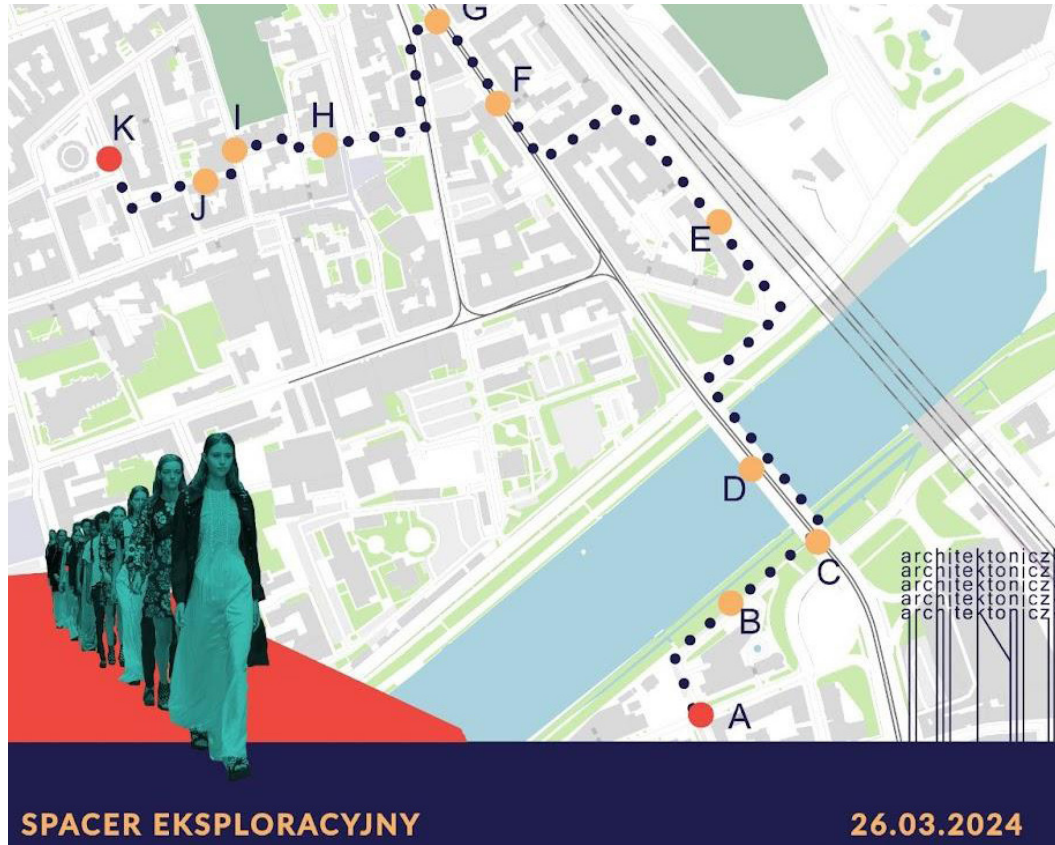 G
F
K
I
H
J
E
D
C
B
A
architektonicz
architektonicz
architektonicz
architektonicz
architektonicz
SPACER EKSPLORACYJNY
26.03.2024